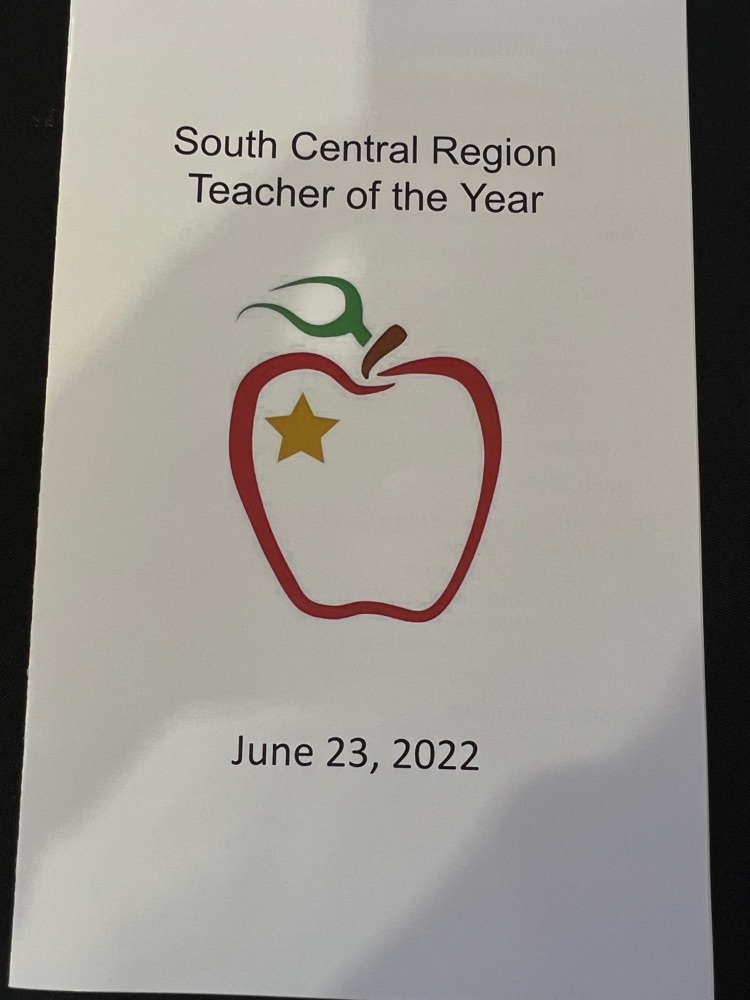 South Central Region
Teacher of the Year
June 23, 2022